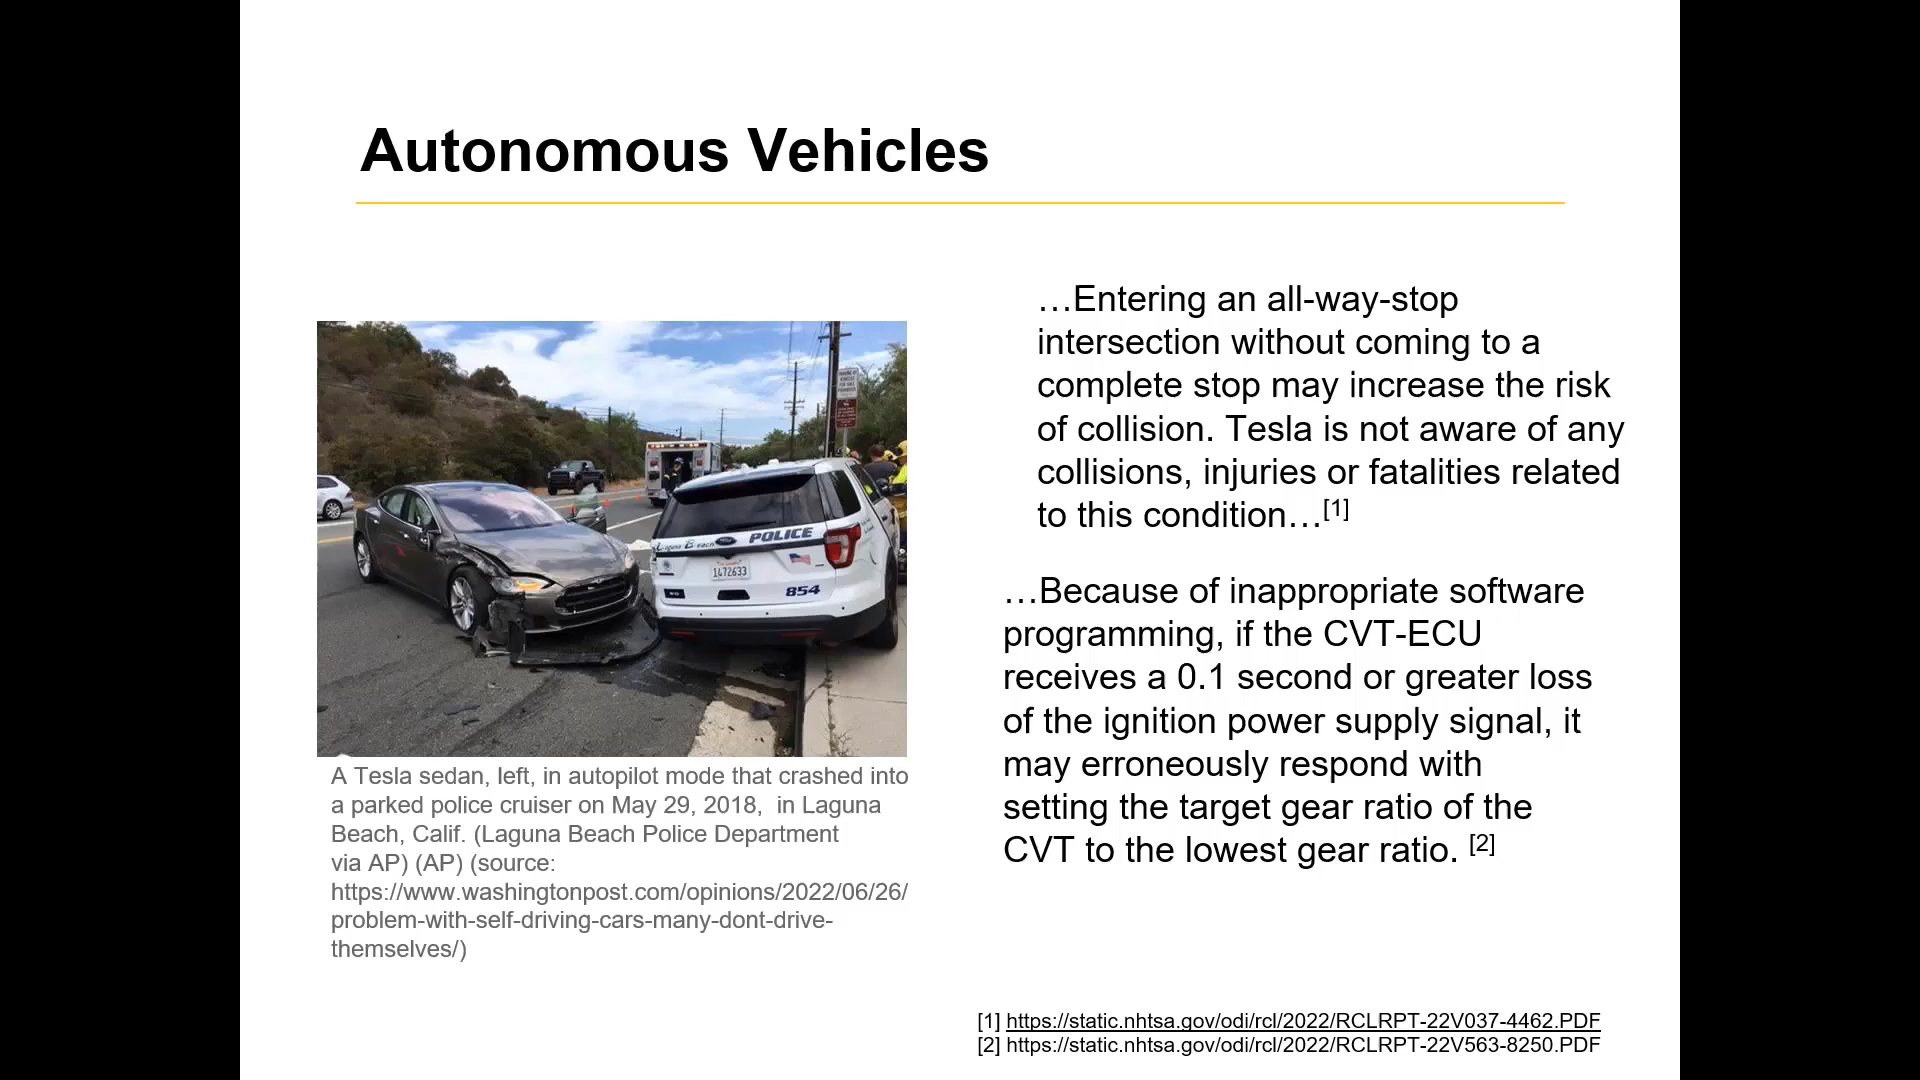 Autonomous Vehicles
Laguna Beach POLICE
1472633
854
A Tesla sedan, left, in autopilot mode that crashed into
a parked police cruiser on May 29, 2018,  in Laguna
Beach, Calif. (Laguna Beach Police Department
via AP) (AP) (source:
https://www.washingtonpost.com/opinions/2022/06/26/
problem-with-self-driving-cars-many-dont-drive-
themselves/)
…Entering an all-way-stop
intersection without coming to a
complete stop may increase the risk
of collision. Tesla is not aware of any
collisions, injuries or fatalities related
to this condition…[1]
…Because of inappropriate software
programming, if the CVT-ECU
receives a 0.1 second or greater loss
of the ignition power supply signal, it
may erroneously respond with
setting the target gear ratio of the
CVT to the lowest gear ratio. [2]
[1] https://static.nhtsa.gov/odi/rcl/2022/RCLRPT-22V037-4462.PDF
[2] https://static.nhtsa.gov/odi/rcl/2022/RCLRPT-22V563-8250.PDF